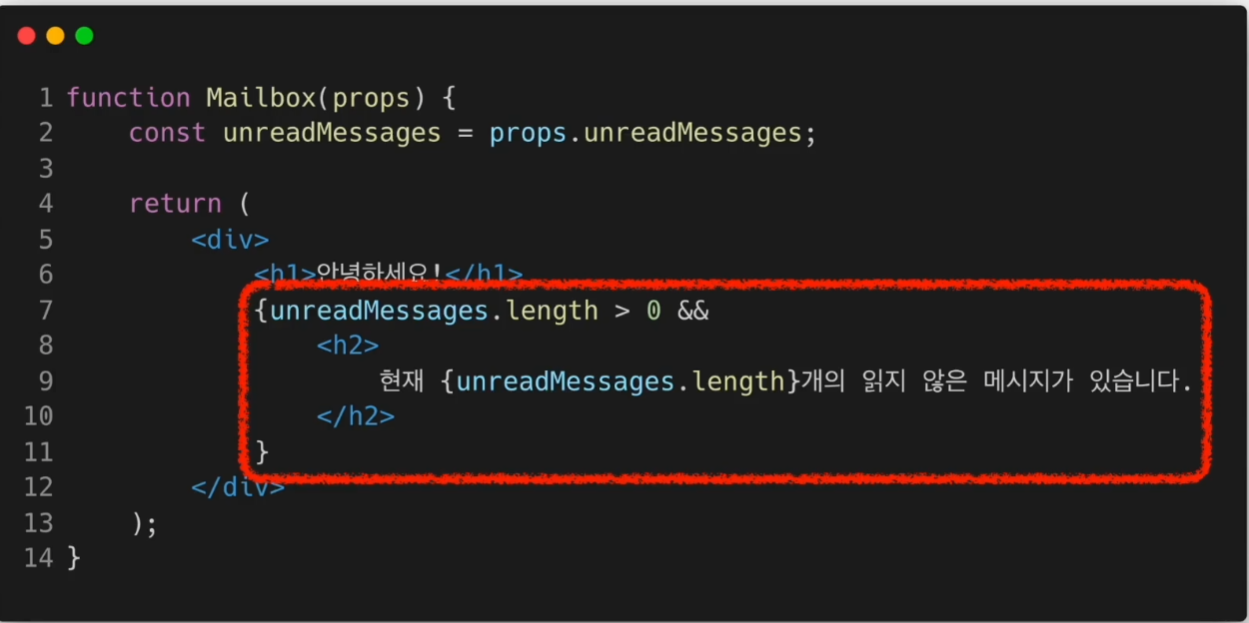 1 function Mailbox(props) {
2     const unreadMessages = props.unreadMessages;
3
4     return (
5         <div>
6             <h1>안녕하세요!</h1>
7             {unreadMessages.length > 0 &&
8                 <h2>
9                     현재 {unreadMessages.length}개의 읽지 않은 메시지가 있습니다.
10                 </h2>
11             }
12         </div>
13     );
14 }